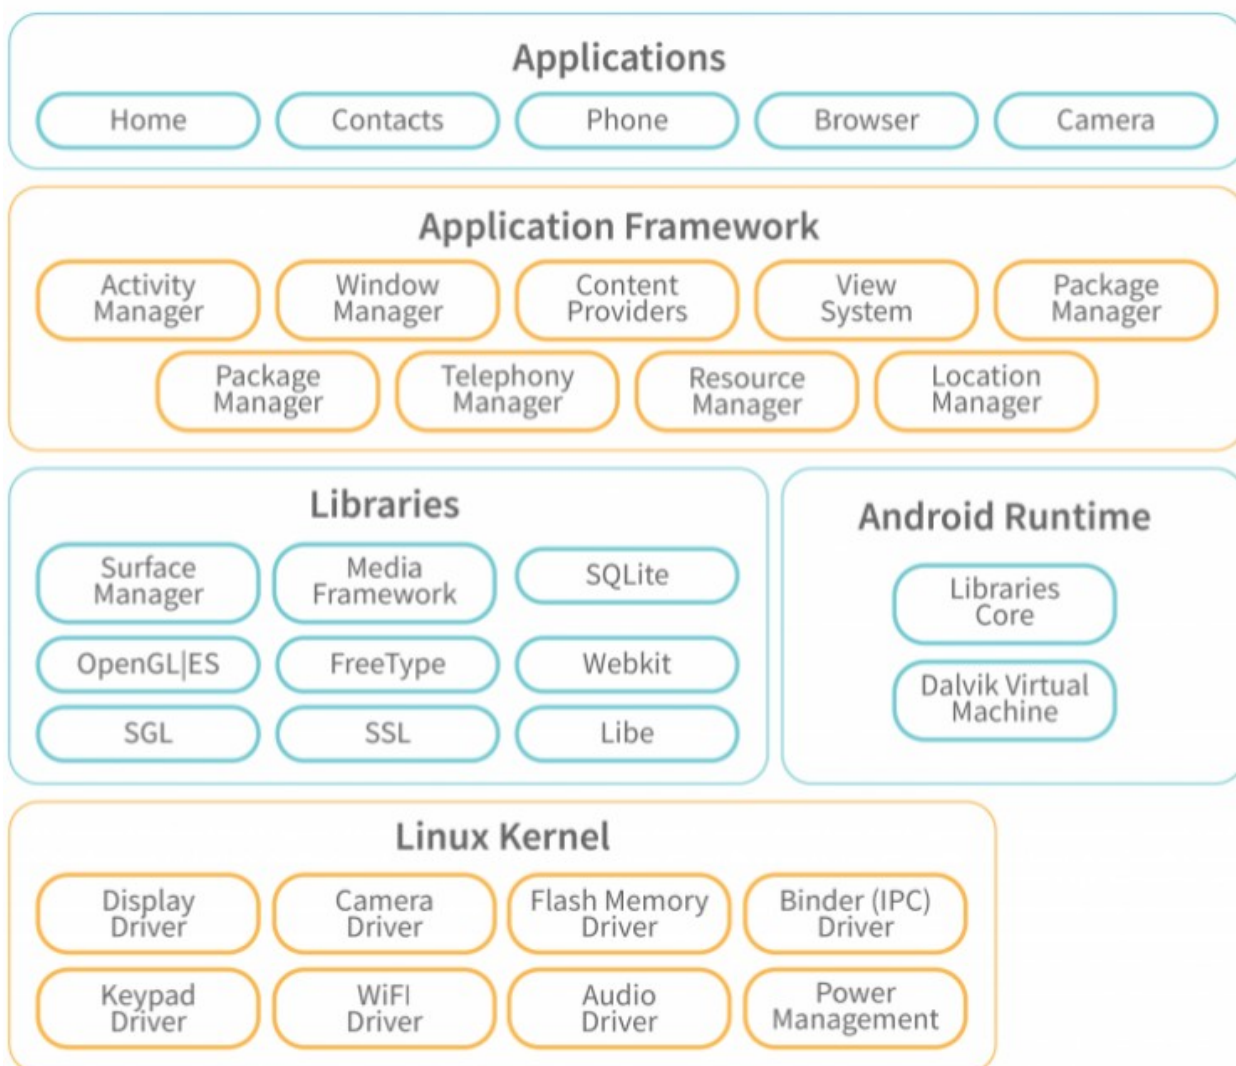 Applications
Home
Contacts
Phone
Browser
Camera
Application Framework
Activity
Manager
Window
Manager
Content
Providers
View
System
Package
Manager
Package
Manager
Telephony
Manager
Resource
Manager
Location
Manager
Libraries
Surface
Manager
Media
Framework
SQLite
OpenGL|ES
FreeType
Webkit
SGL
SSL
Libe
Android Runtime
Libraries
Core
Dalvik Virtual
Machine
Linux Kernel
Display
Driver
Camera
Driver
Flash Memory
Driver
Binder (IPC)
Driver
Keypad
Driver
WiFI
Driver
Audio
Driver
Power
Management